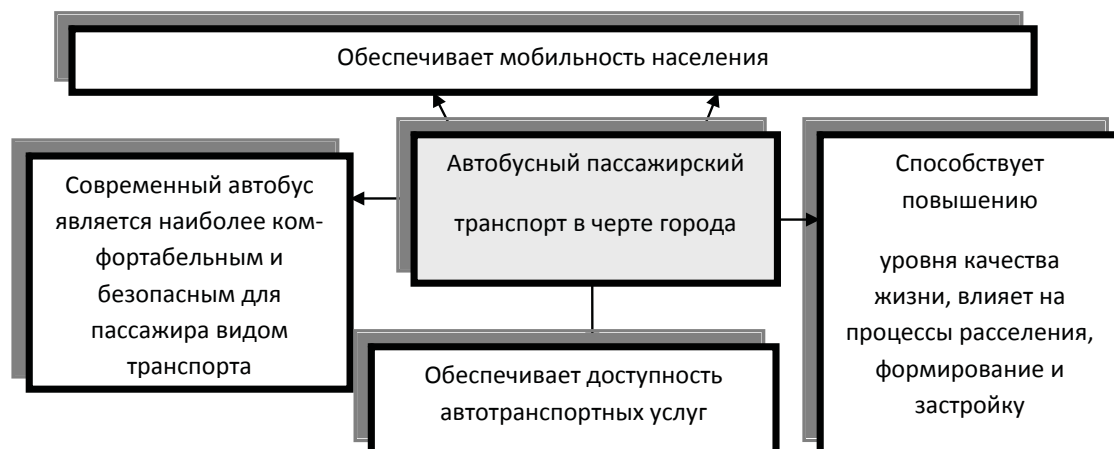 Обеспечивает мобильность населения
Автобусный пассажирский
транспорт в черте города
Современный автобус
является наиболее ком-
фортабельным и
безопасным для
пассажира видом
транспорта
Способствует
повышению
уровня качества
жизни, влияет на
процессы расселения,
формирование и
застройку
Обеспечивает доступность
автотранспортных услуг